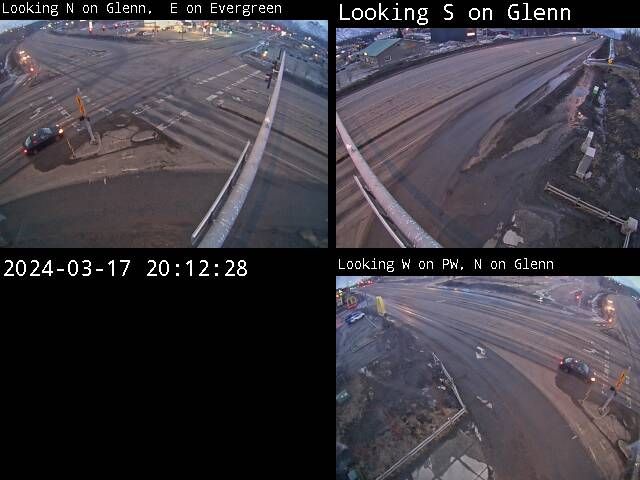 Looking N on Glenn,  E on Evergreen
Looking S on Glenn
2024-03-17 20:12:28
Looking W on PW, N on Glenn